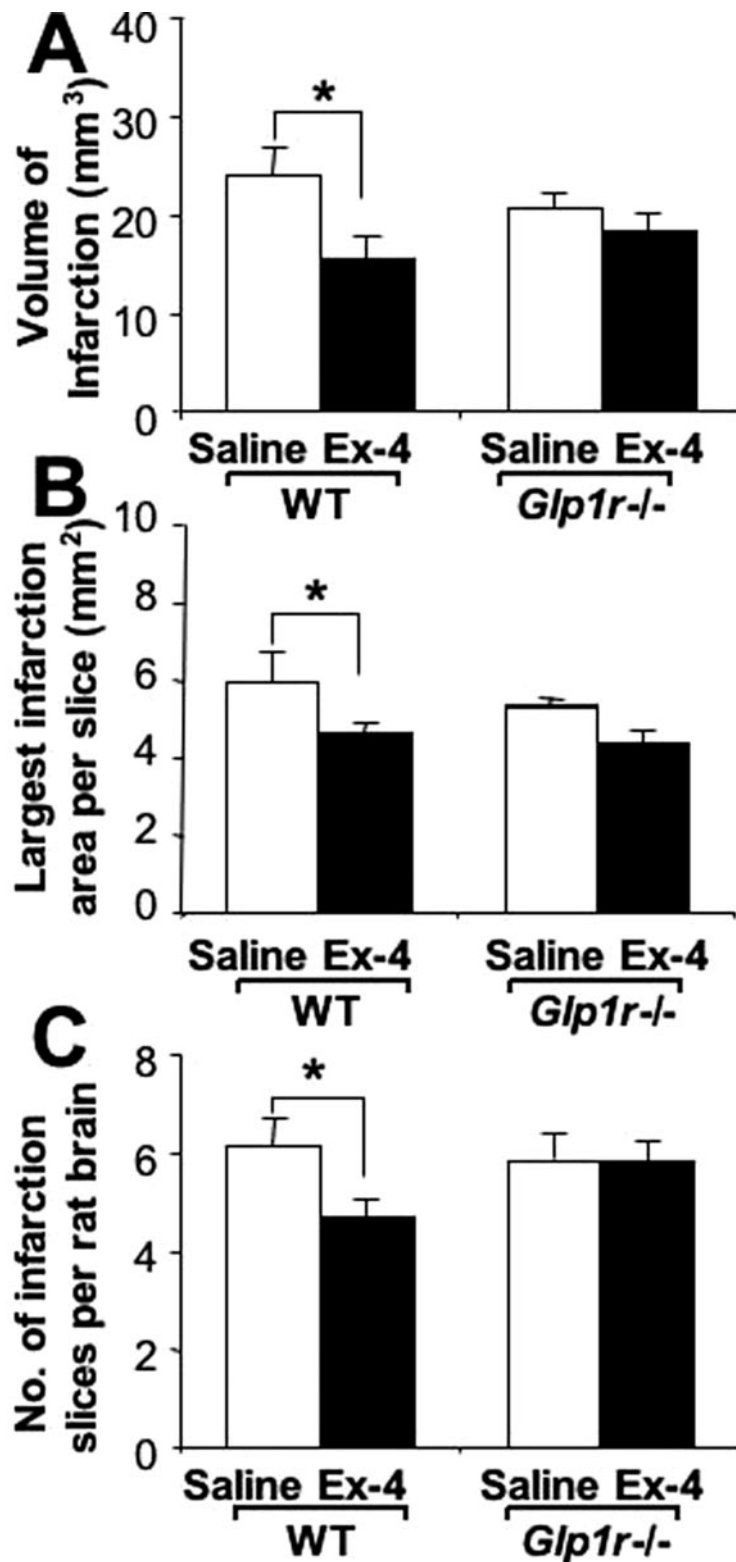 A
Volume of
Infarction (mm³)
40
30
20
10
0
*
Saline Ex-4 Saline Ex-4
WT Glp1r-/-
B
Largest infarction
area per slice (mm²)
10
8
6
4
2
0
*
Saline Ex-4 Saline Ex-4
WT Glp1r-/-
C
No. of infarction
slices per rat brain
8
6
4
2
0
*
Saline Ex-4 Saline Ex-4
WT Glp1r-/-